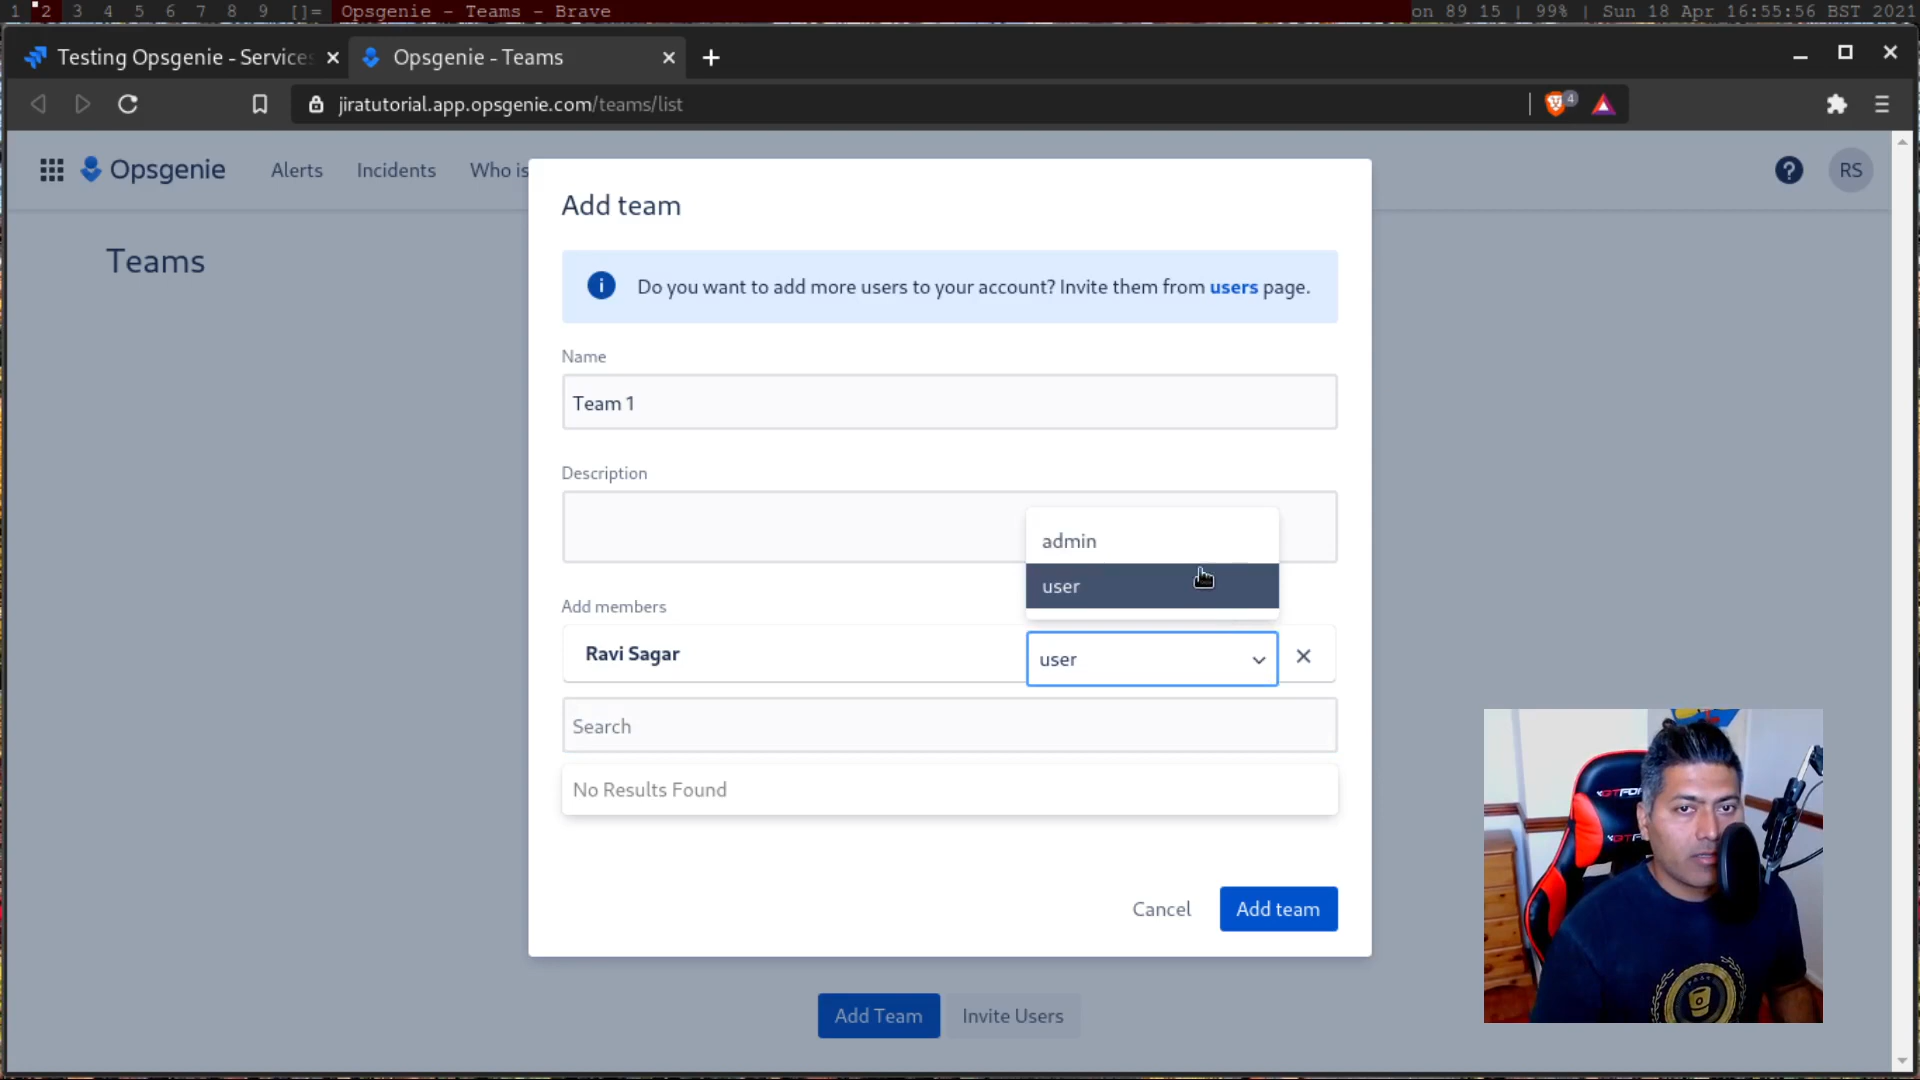 1 2 3 4 5 6 7 8 9 []= Opsgenie - Teams - Brave on 89 15 | 99% | Sun 18 Apr 16:55:56 BST 2021
Testing Opsgenie - Services Opsgenie - Teams
jiratutorial.app.opsgenie.com/teams/list 4
Opsgenie Alerts Incidents Who is RS
Teams
Add team
Do you want to add more users to your account? Invite them from users page.
Name
Team 1
Description
admin
user
Add members
Ravi Sagar user
Search
No Results Found
Cancel Add team
Add Team Invite Users